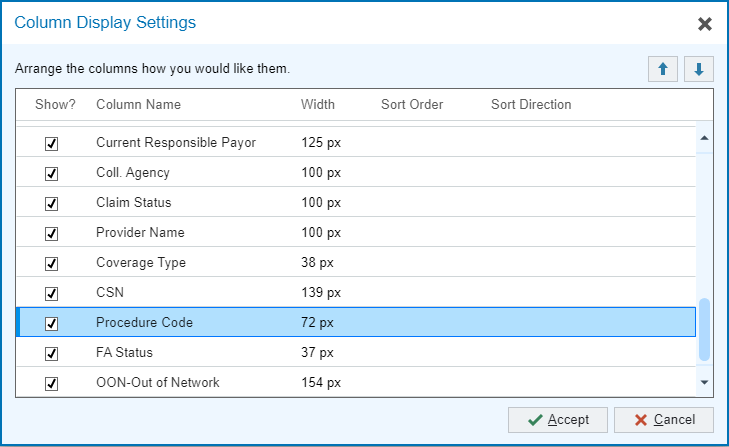 Column Display Settings
Arrange the columns how you would like them.
Show? Column Name Width Sort Order Sort Direction
Current Responsible Payor 125 px
Coll. Agency 100 px
Claim Status 100 px
Provider Name 100 px
Coverage Type 38 px
CSN 139 px
Procedure Code 72 px
FA Status 37 px
OON-Out of Network 154 px
Accept Cancel